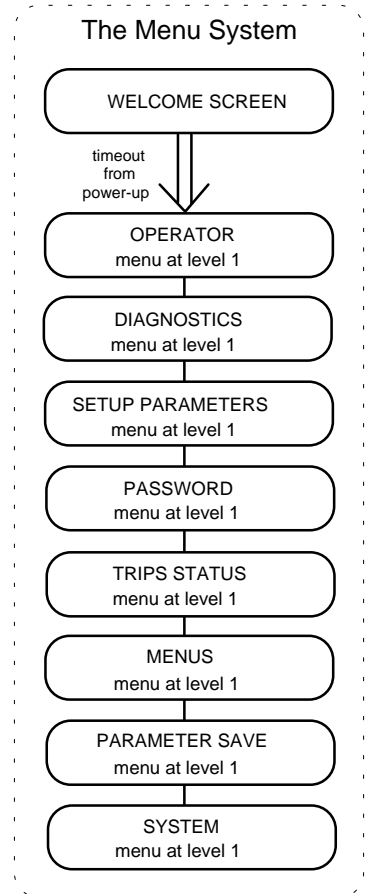 The Menu System
WELCOME SCREEN
timeout
from
power-up
OPERATOR
menu at level 1
DIAGNOSTICS
menu at level 1
SETUP PARAMETERS
menu at level 1
PASSWORD
menu at level 1
TRIPS STATUS
menu at level 1
MENUS
menu at level 1
PARAMETER SAVE
menu at level 1
SYSTEM
menu at level 1